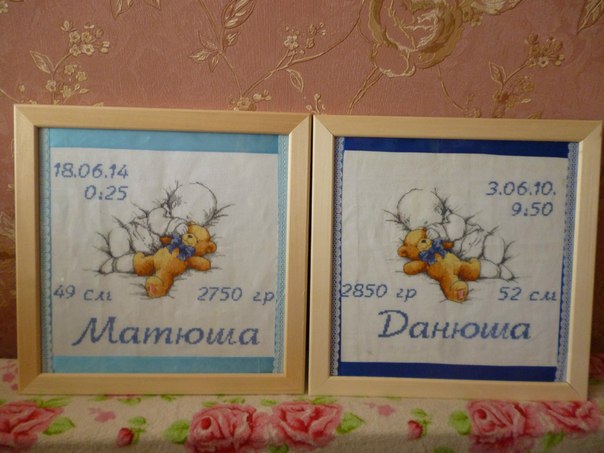 18.06.14
0:25
49 см 2750 гр
Матюша
3.06.10.
9:50
2850 гр 52 см
Данюша